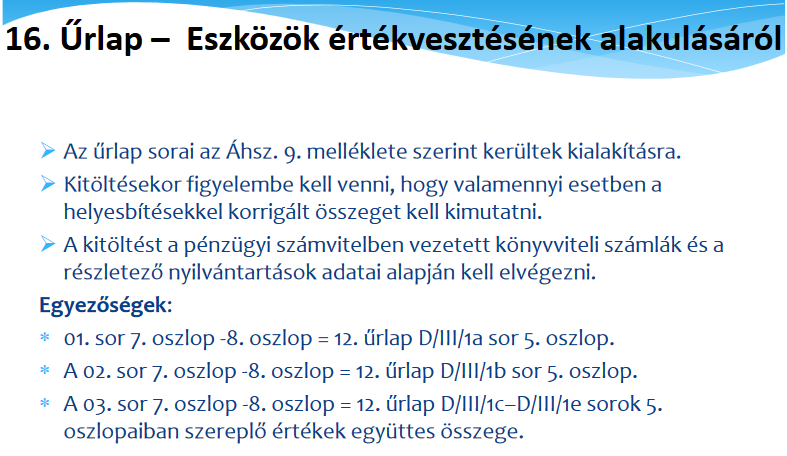 16. Űrlap – Eszközök értékvesztésének alakulásáról
➢ Az űrlap sorai az Áhsz. 9. melléklete szerint kerültek kialakításra.
➢ Kitöltésekor figyelembe kell venni, hogy valamennyi esetben a
helyesbítésekkel korrigált összeget kell kimutatni.
➢ A kitöltést a pénzügyi számvitelben vezetett könyvviteli számlák és a
részletező nyilvántartások adatai alapján kell elvégezni.
Egyezőségek:
* 01. sor 7. oszlop -8. oszlop = 12. űrlap D/III/1a sor 5. oszlop.
* A 02. sor 7. oszlop -8. oszlop = 12. űrlap D/III/1b sor 5. oszlop.
* A 03. sor 7. oszlop -8. oszlop = 12. űrlap D/III/1c–D/III/1e sorok 5.
oszlopaiban szereplő értékek együttes összege.